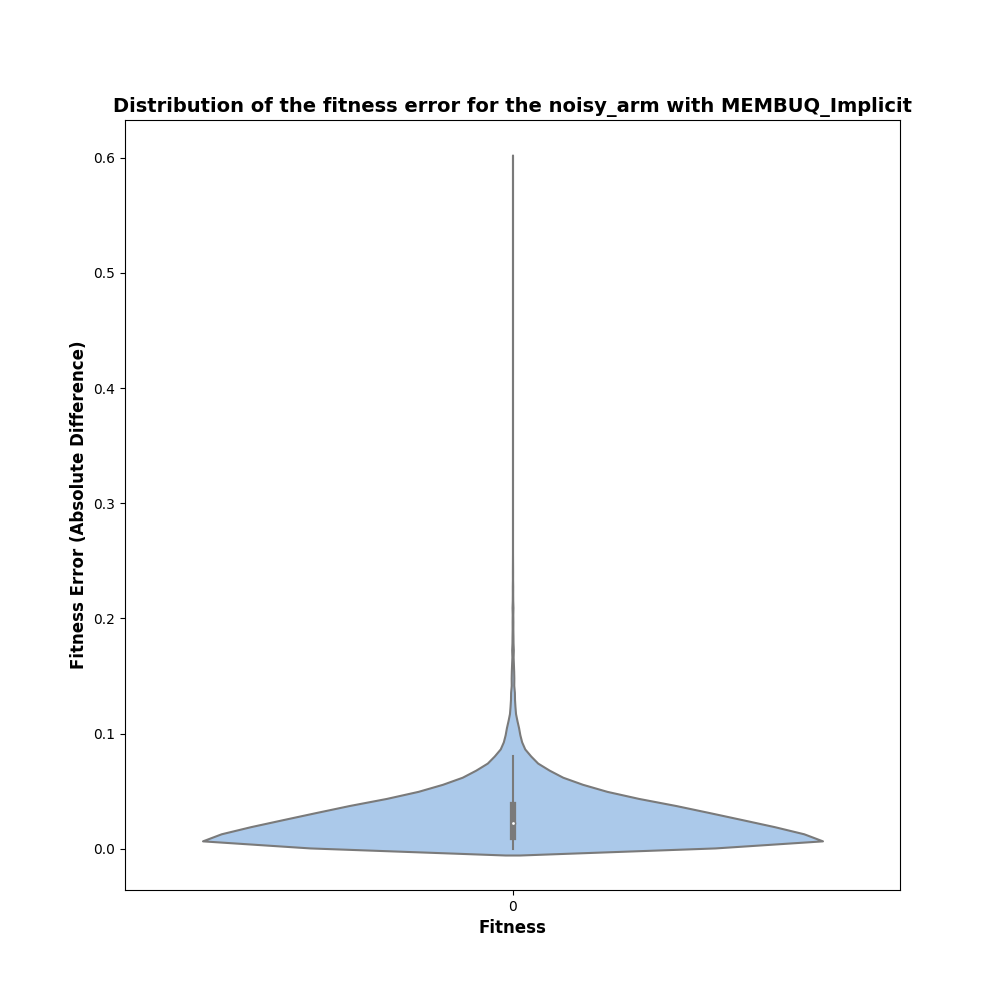 Distribution of the fitness error for the noisy_arm with MEMBUQ_Implicit
0.6
0.5
0.4
0.3
0.2
0.1
0.0
Fitness Error (Absolute Difference)
0
Fitness